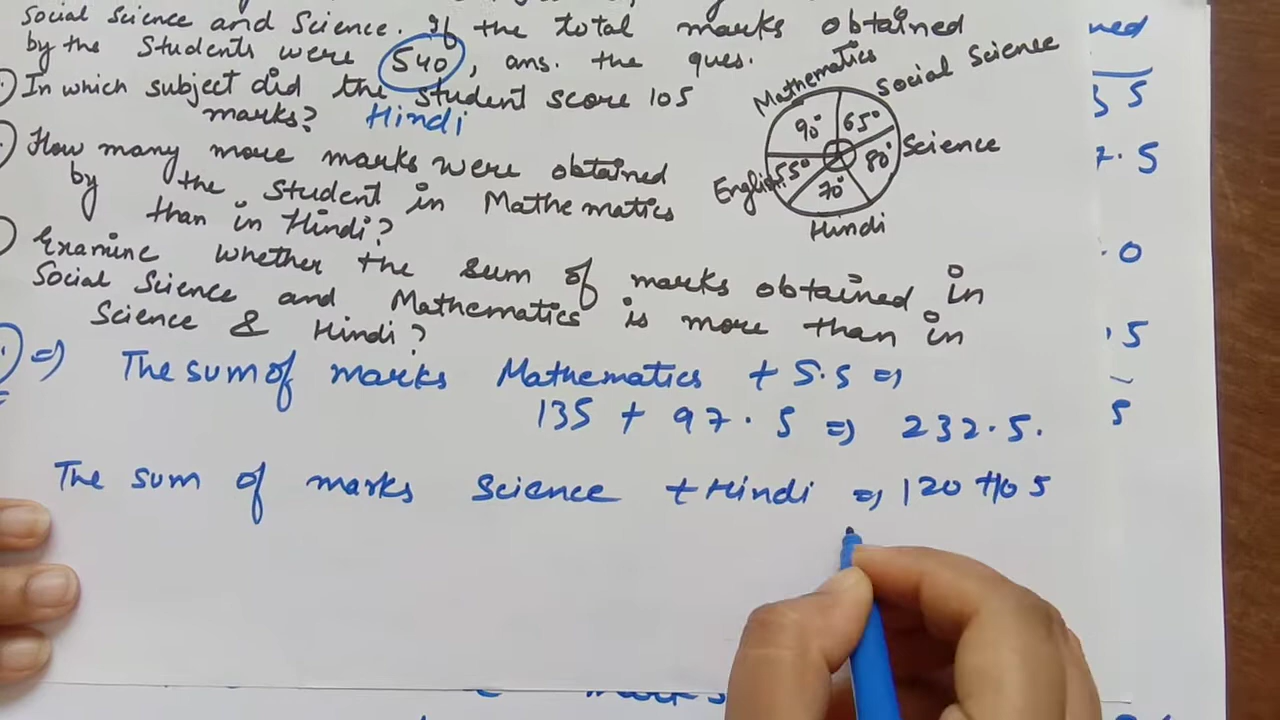 Social Science and Science. If the total marks obtained
by the students were 540, ans. the ques.
In which subject did the student score 105
marks? Hindi
How many more marks were obtained
by the student in Mathematics
than in Hindi?
Examine whether the sum of marks obtained in
Social Science and Mathematics is more than in
Science & Hindi?
Mathematics
Social Science
90° 65°
Science
80°
English 55°
70°
Hindi
=) The sum of marks Mathematics + S.S =)
135 + 97.5 =) 232.5.
The sum of marks Science + Hindi =) 120+105
ned
5
7.5
.0
.5
5